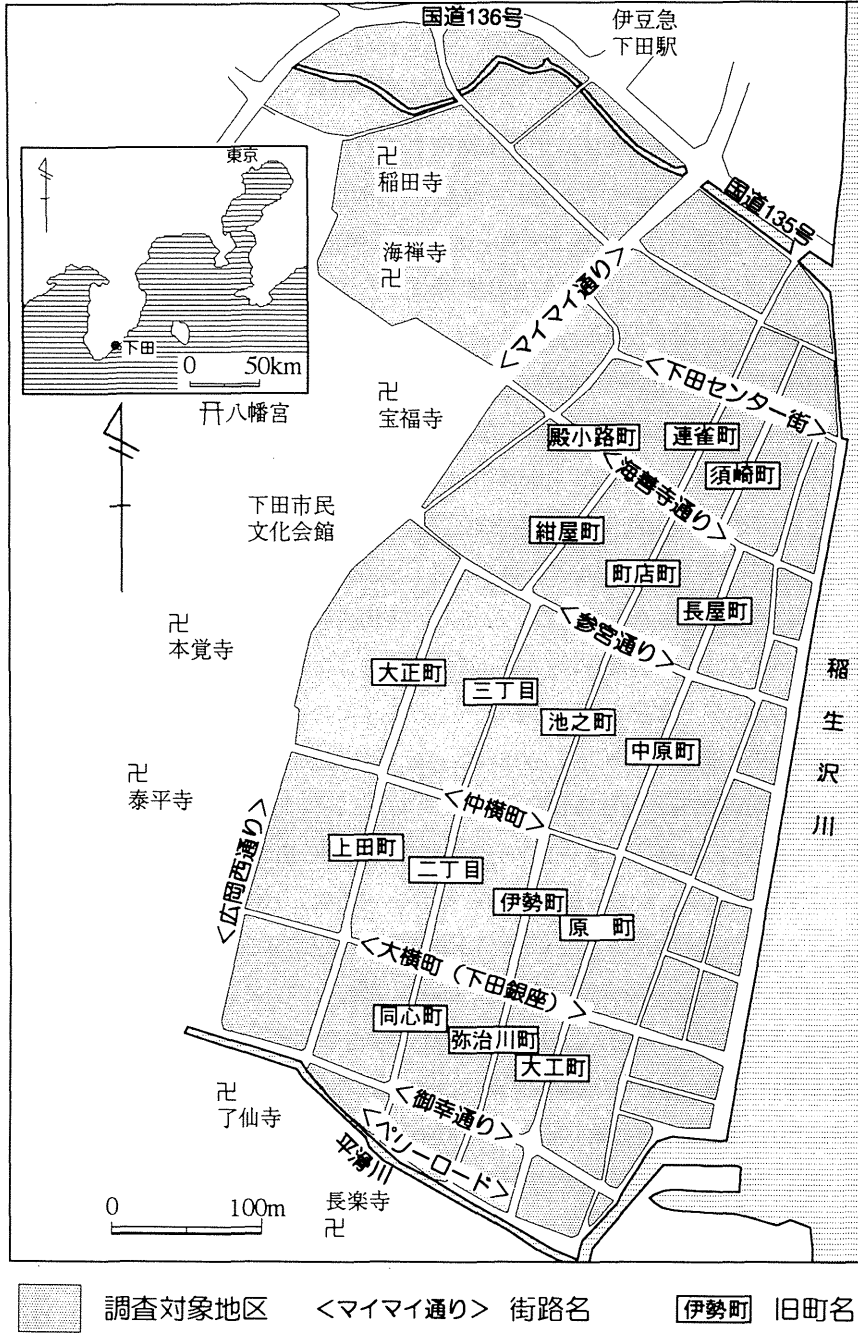 国道136号
伊豆急
下田駅
東京
下田
0 50km
国道135号
卍
稲田寺
海禅寺
卍
<マイマイ通り>
<下田センター街>
八幡宮
卍
宝福寺
殿小路町
連雀町
須崎町
<海善寺通り>
下田市民
文化会館
紺屋町
町店町
長屋町
<参宮通り>
卍
本覚寺
大正町
三丁目
池之町
中原町
稲生沢川
卍
泰平寺
<仲横町>
<広岡西通り>
上田町
二丁目
伊勢町
原 町
<大横町（下田銀座）>
同心町
弥治川町
大工町
卍
了仙寺
<御幸通り>
<ペリーロード>
平滑川
長楽寺
卍
0 100m
調査対象地区 <マイマイ通り> 街路名 伊勢町 旧町名